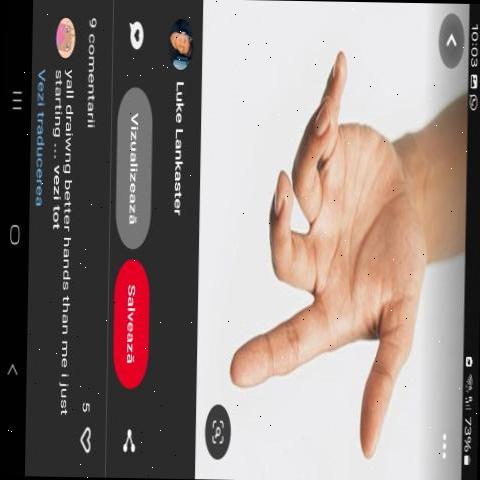 10:03
73%
Luke Lankaster
Vizualizează
Salvează
9 comentarii
yall draiwng better hands than me i just
starting ... vezi tot
5
Vezi traducerea